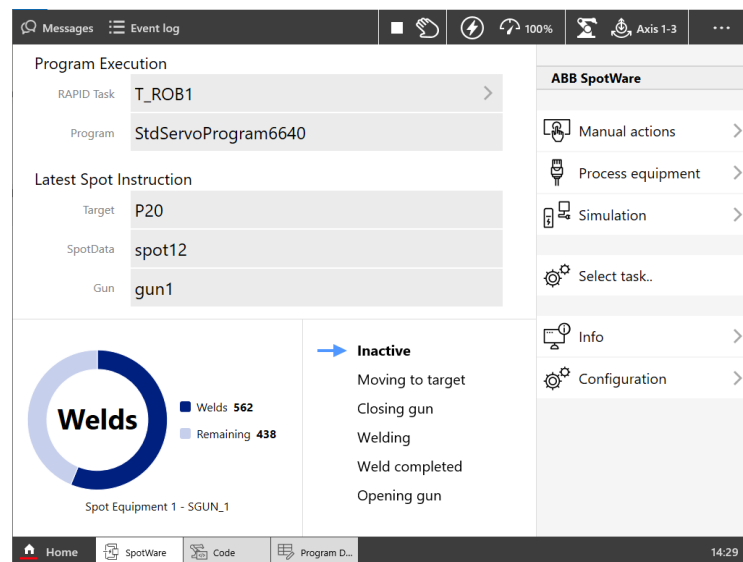 Messages Event log 100% Axis 1-3 ...
Program Execution
RAPID Task T_ROB1
Program StdServoProgram6640
Latest Spot Instruction
Target P20
SpotData spot12
Gun gun1
ABB SpotWare
Manual actions
Process equipment
Simulation
Select task..
Info
Configuration
Welds
Welds 562
Remaining 438
Spot Equipment 1 - SGUN_1
Inactive
Moving to target
Closing gun
Welding
Weld completed
Opening gun
Home SpotWare Code Program D... 14:29